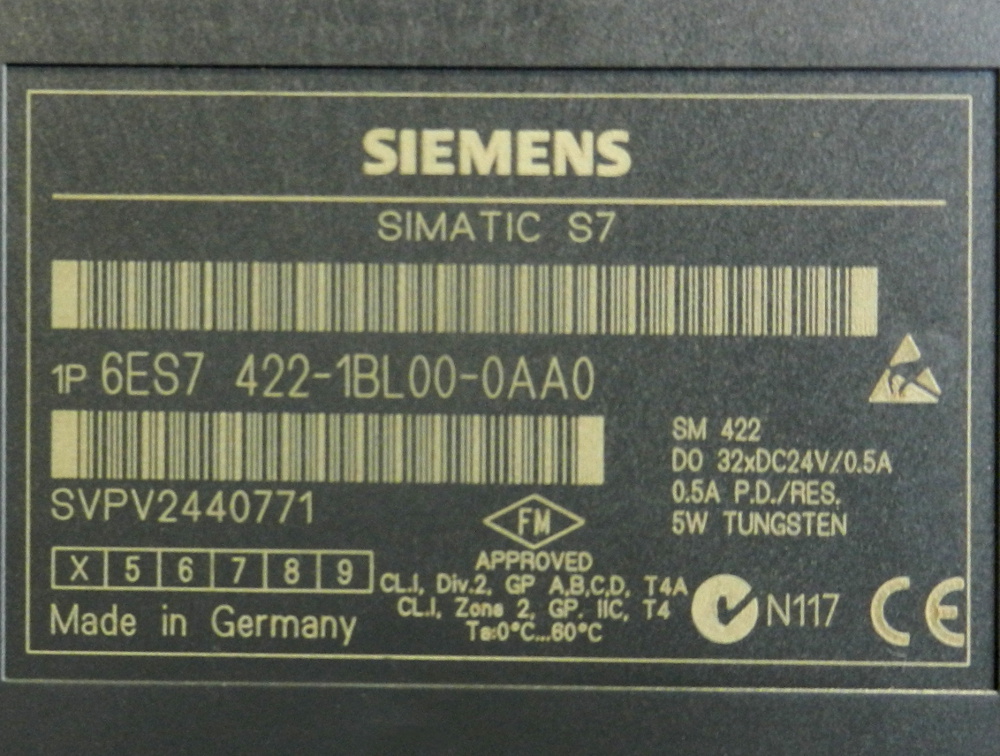 SIEMENS
SIMATIC S7
1P 6ES7 422-1BL00-0AA0
SVPV2440771
SM 422
DO 32xDC24V/0.5A
0.5A P.D./RES.
5W TUNGSTEN
FM
APPROVED
CL.I, Div.2, GP A,B,C,D, T4A
CL.I, Zone 2, GP. IIC, T4
Ta:0°C...60°C
X 5 6 7 8 9
Made in Germany
N117
CE